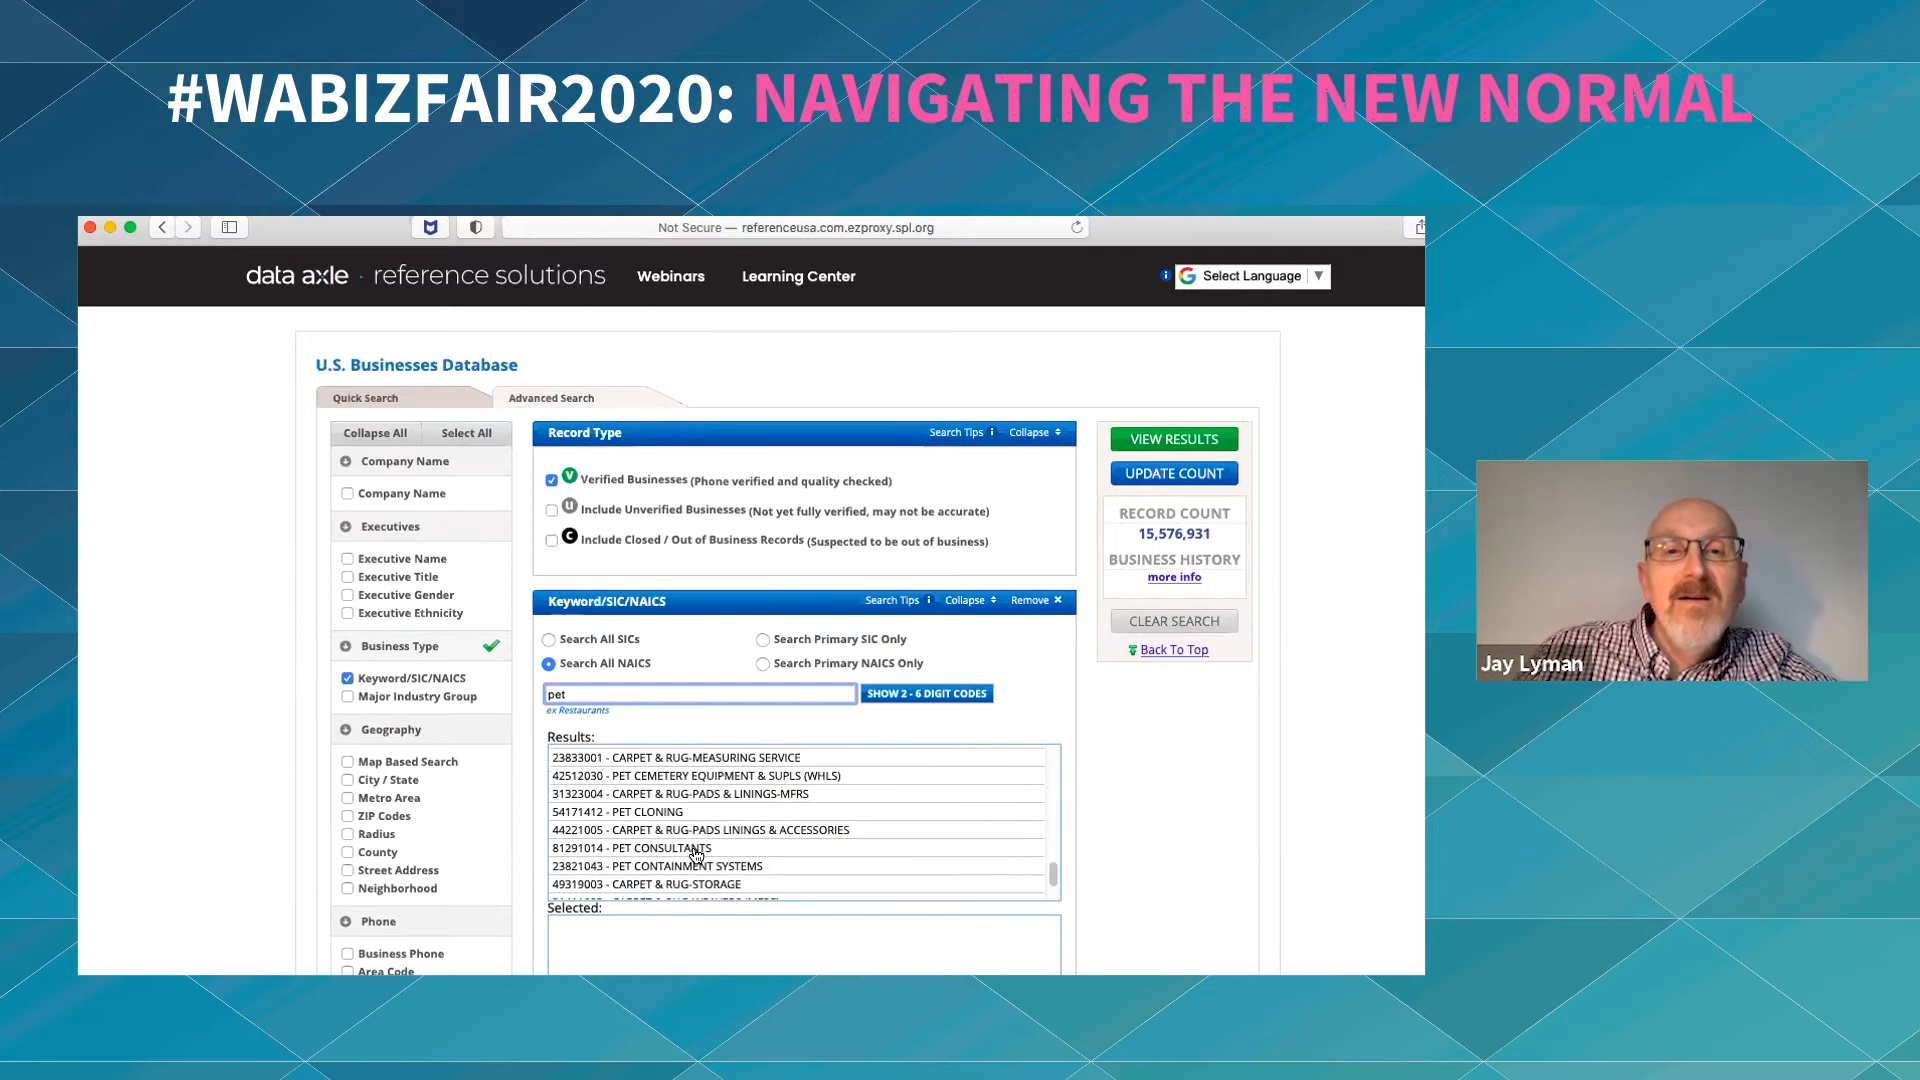 #WABIZFAIR2020: NAVIGATING THE NEW NORMAL
Not Secure — referenceusa.com.ezproxy.spl.org
data axle · reference solutions
Webinars
Learning Center
Select Language
U.S. Businesses Database
Quick Search
Advanced Search
Collapse All
Select All
Company Name
Company Name
Executives
Executive Name
Executive Title
Executive Gender
Executive Ethnicity
Business Type
Keyword/SIC/NAICS
Major Industry Group
Geography
Map Based Search
City / State
Metro Area
ZIP Codes
Radius
County
Street Address
Neighborhood
Phone
Business Phone
Area Code
Record Type
Search Tips i
Collapse
V Verified Businesses (Phone verified and quality checked)
U Include Unverified Businesses (Not yet fully verified, may not be accurate)
C Include Closed / Out of Business Records (Suspected to be out of business)
Keyword/SIC/NAICS
Search Tips i
Collapse
Remove
Search All SICs
Search Primary SIC Only
Search All NAICS
Search Primary NAICS Only
pet
SHOW 2 - 6 DIGIT CODES
ex Restaurants
Results:
23833001 - CARPET & RUG-MEASURING SERVICE
42512030 - PET CEMETERY EQUIPMENT & SUPLS (WHLS)
31323004 - CARPET & RUG-PADS & LININGS-MFRS
54171412 - PET CLONING
44221005 - CARPET & RUG-PADS LININGS & ACCESSORIES
81291014 - PET CONSULTANTS
23821043 - PET CONTAINMENT SYSTEMS
49319003 - CARPET & RUG-STORAGE
Selected:
VIEW RESULTS
UPDATE COUNT
RECORD COUNT
15,576,931
BUSINESS HISTORY
more info
CLEAR SEARCH
Back To Top
Jay Lyman